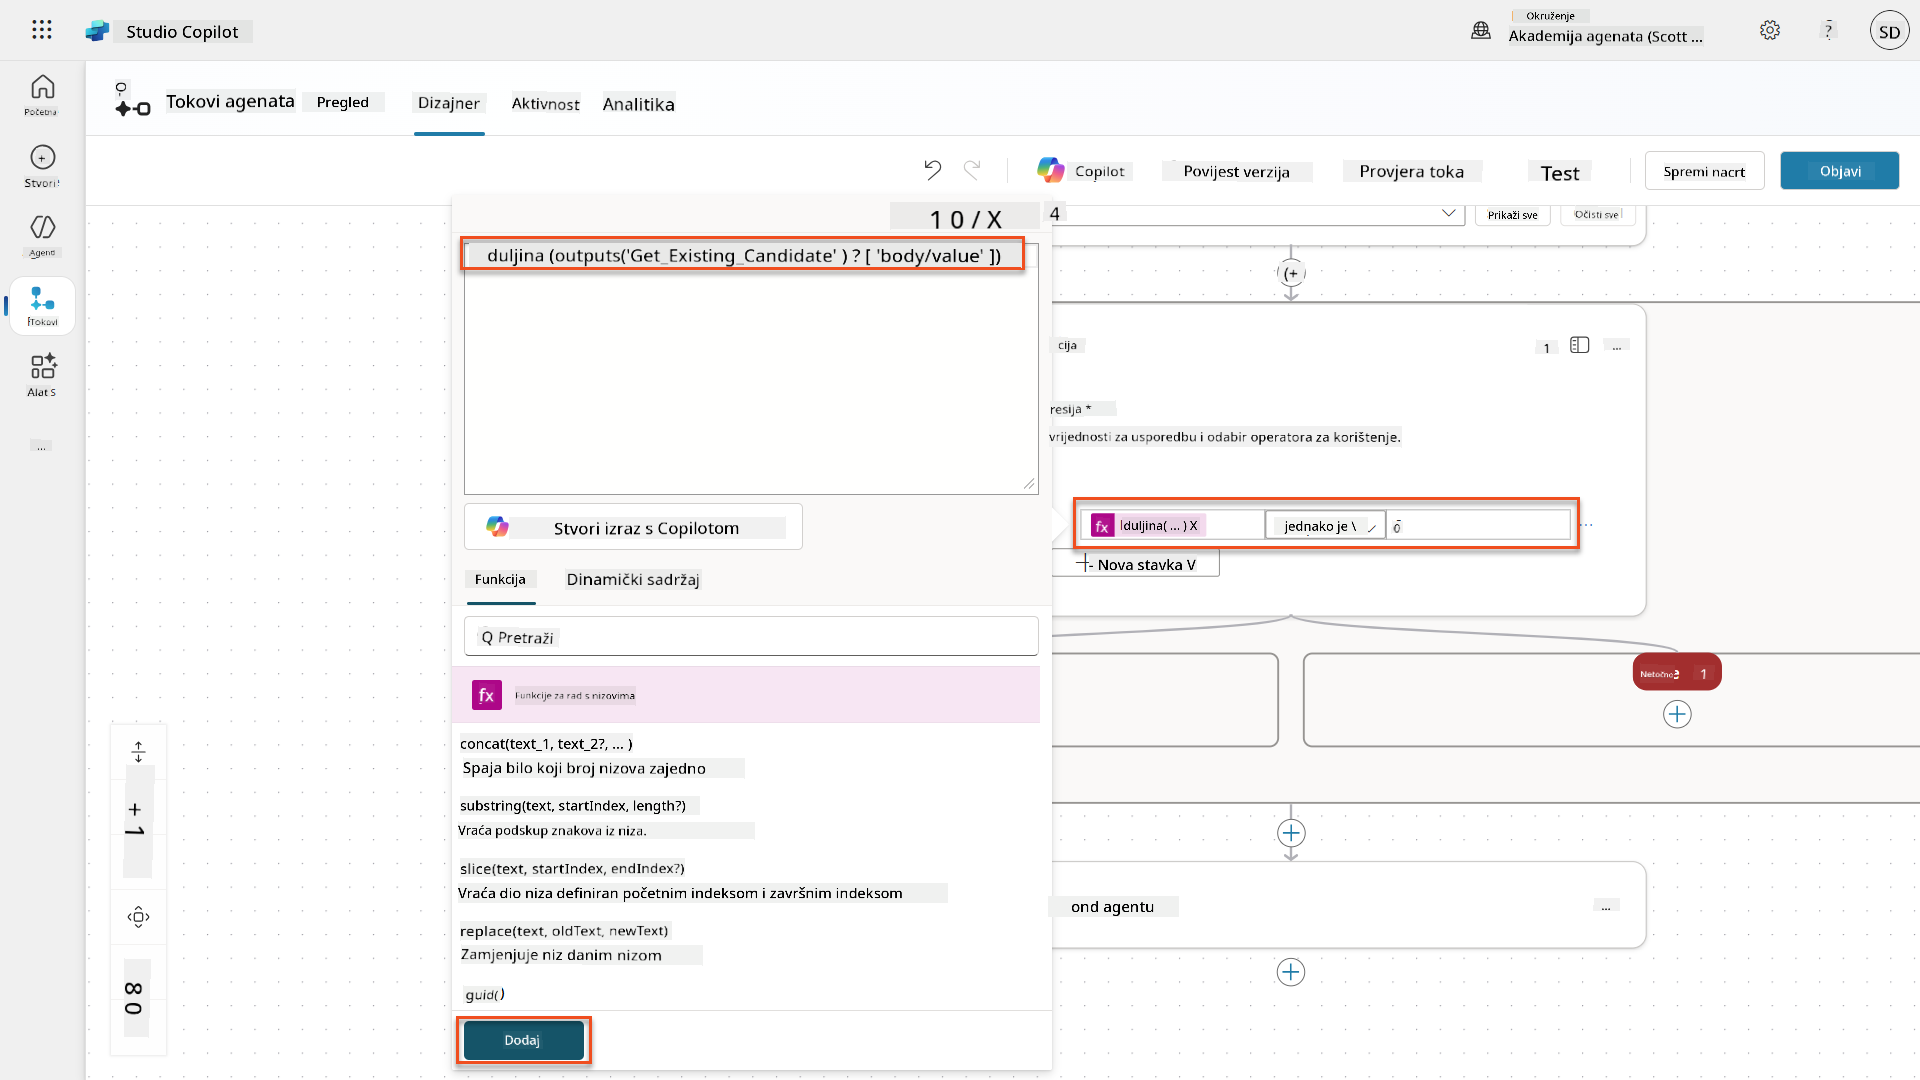 Studio Copilot
Okruženje
Akademija agenata (Scott ...
?
SD
Početna
Stvori
Agend
Tokovi
Alat S
...
Tokovi agenata
Pregled
Dizajner
Aktivnost
Analitika
Copilot
Povijest verzija
Provjera toka
Test
Spremi nacrt
Objavi
1 0 / X
4
Prikaži sve
Očisti sve
duljina (outputs('Get_Existing_Candidate' ) ? [ 'body/value' ])
(+
cija
1
...
resija *
vrijednosti za usporedbu i odabir operatora za korištenje.
Stvori izraz s Copilotom
fx
duljina( ... ) X
jednako je \
...
- Nova stavka V
Funkcija
Dinamički sadržaj
Q Pretraži
fx
Funkcije za rad s nizovima
Netočno
1
concat(text_1, text_2?, ... )
Spaja bilo koji broj nizova zajedno
substring(text, startIndex, length?)
Vraća podskup znakova iz niza.
slice(text, startIndex, endIndex?)
Vraća dio niza definiran početnim indeksom i završnim indeksom
replace(text, oldText, newText)
Zamjenjuje niz danim nizom
guid()
+ 1
8 0
ond agentu
...
Dodaj